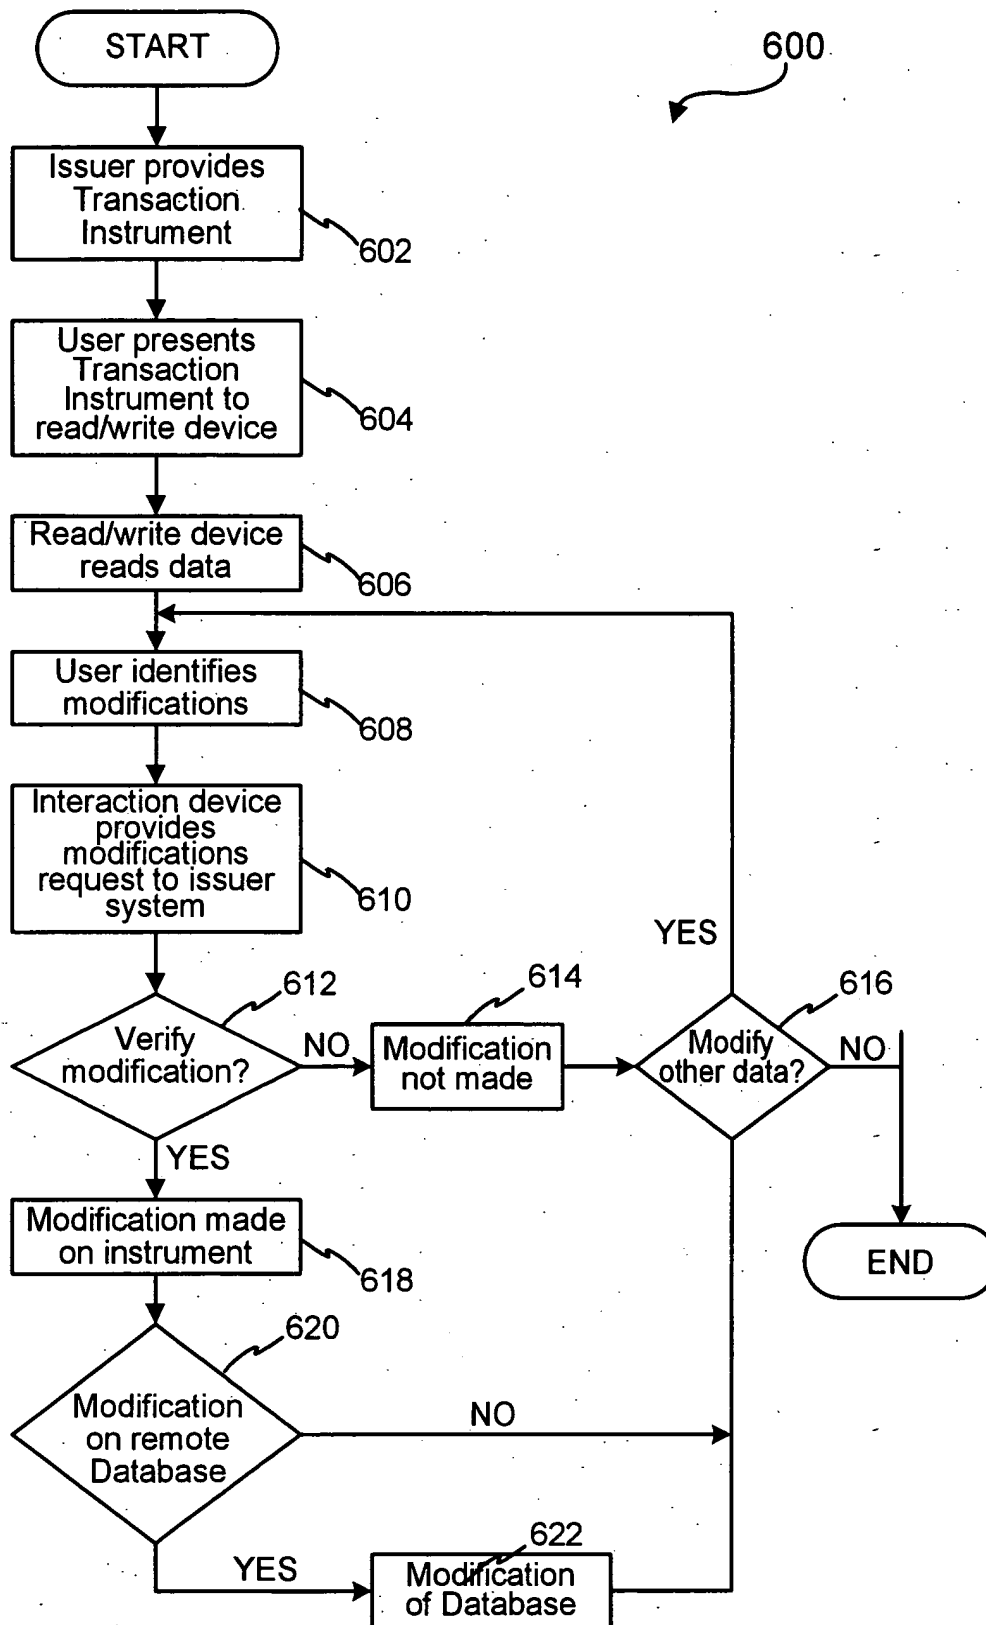 START
600
Issuer provides
Transaction
Instrument
602
User presents
Transaction
Instrument to
read/write device
604
Read/write device
reads data
606
User identifies
modifications
608
Interaction device
provides
modifications
request to issuer
system
610
YES
612
Verify
modification?
NO
614
Modification
not made
616
Modify
other data?
NO
YES
Modification made
on instrument
618
END
620
Modification
on remote
Database
NO
YES
622
Modification
of Database